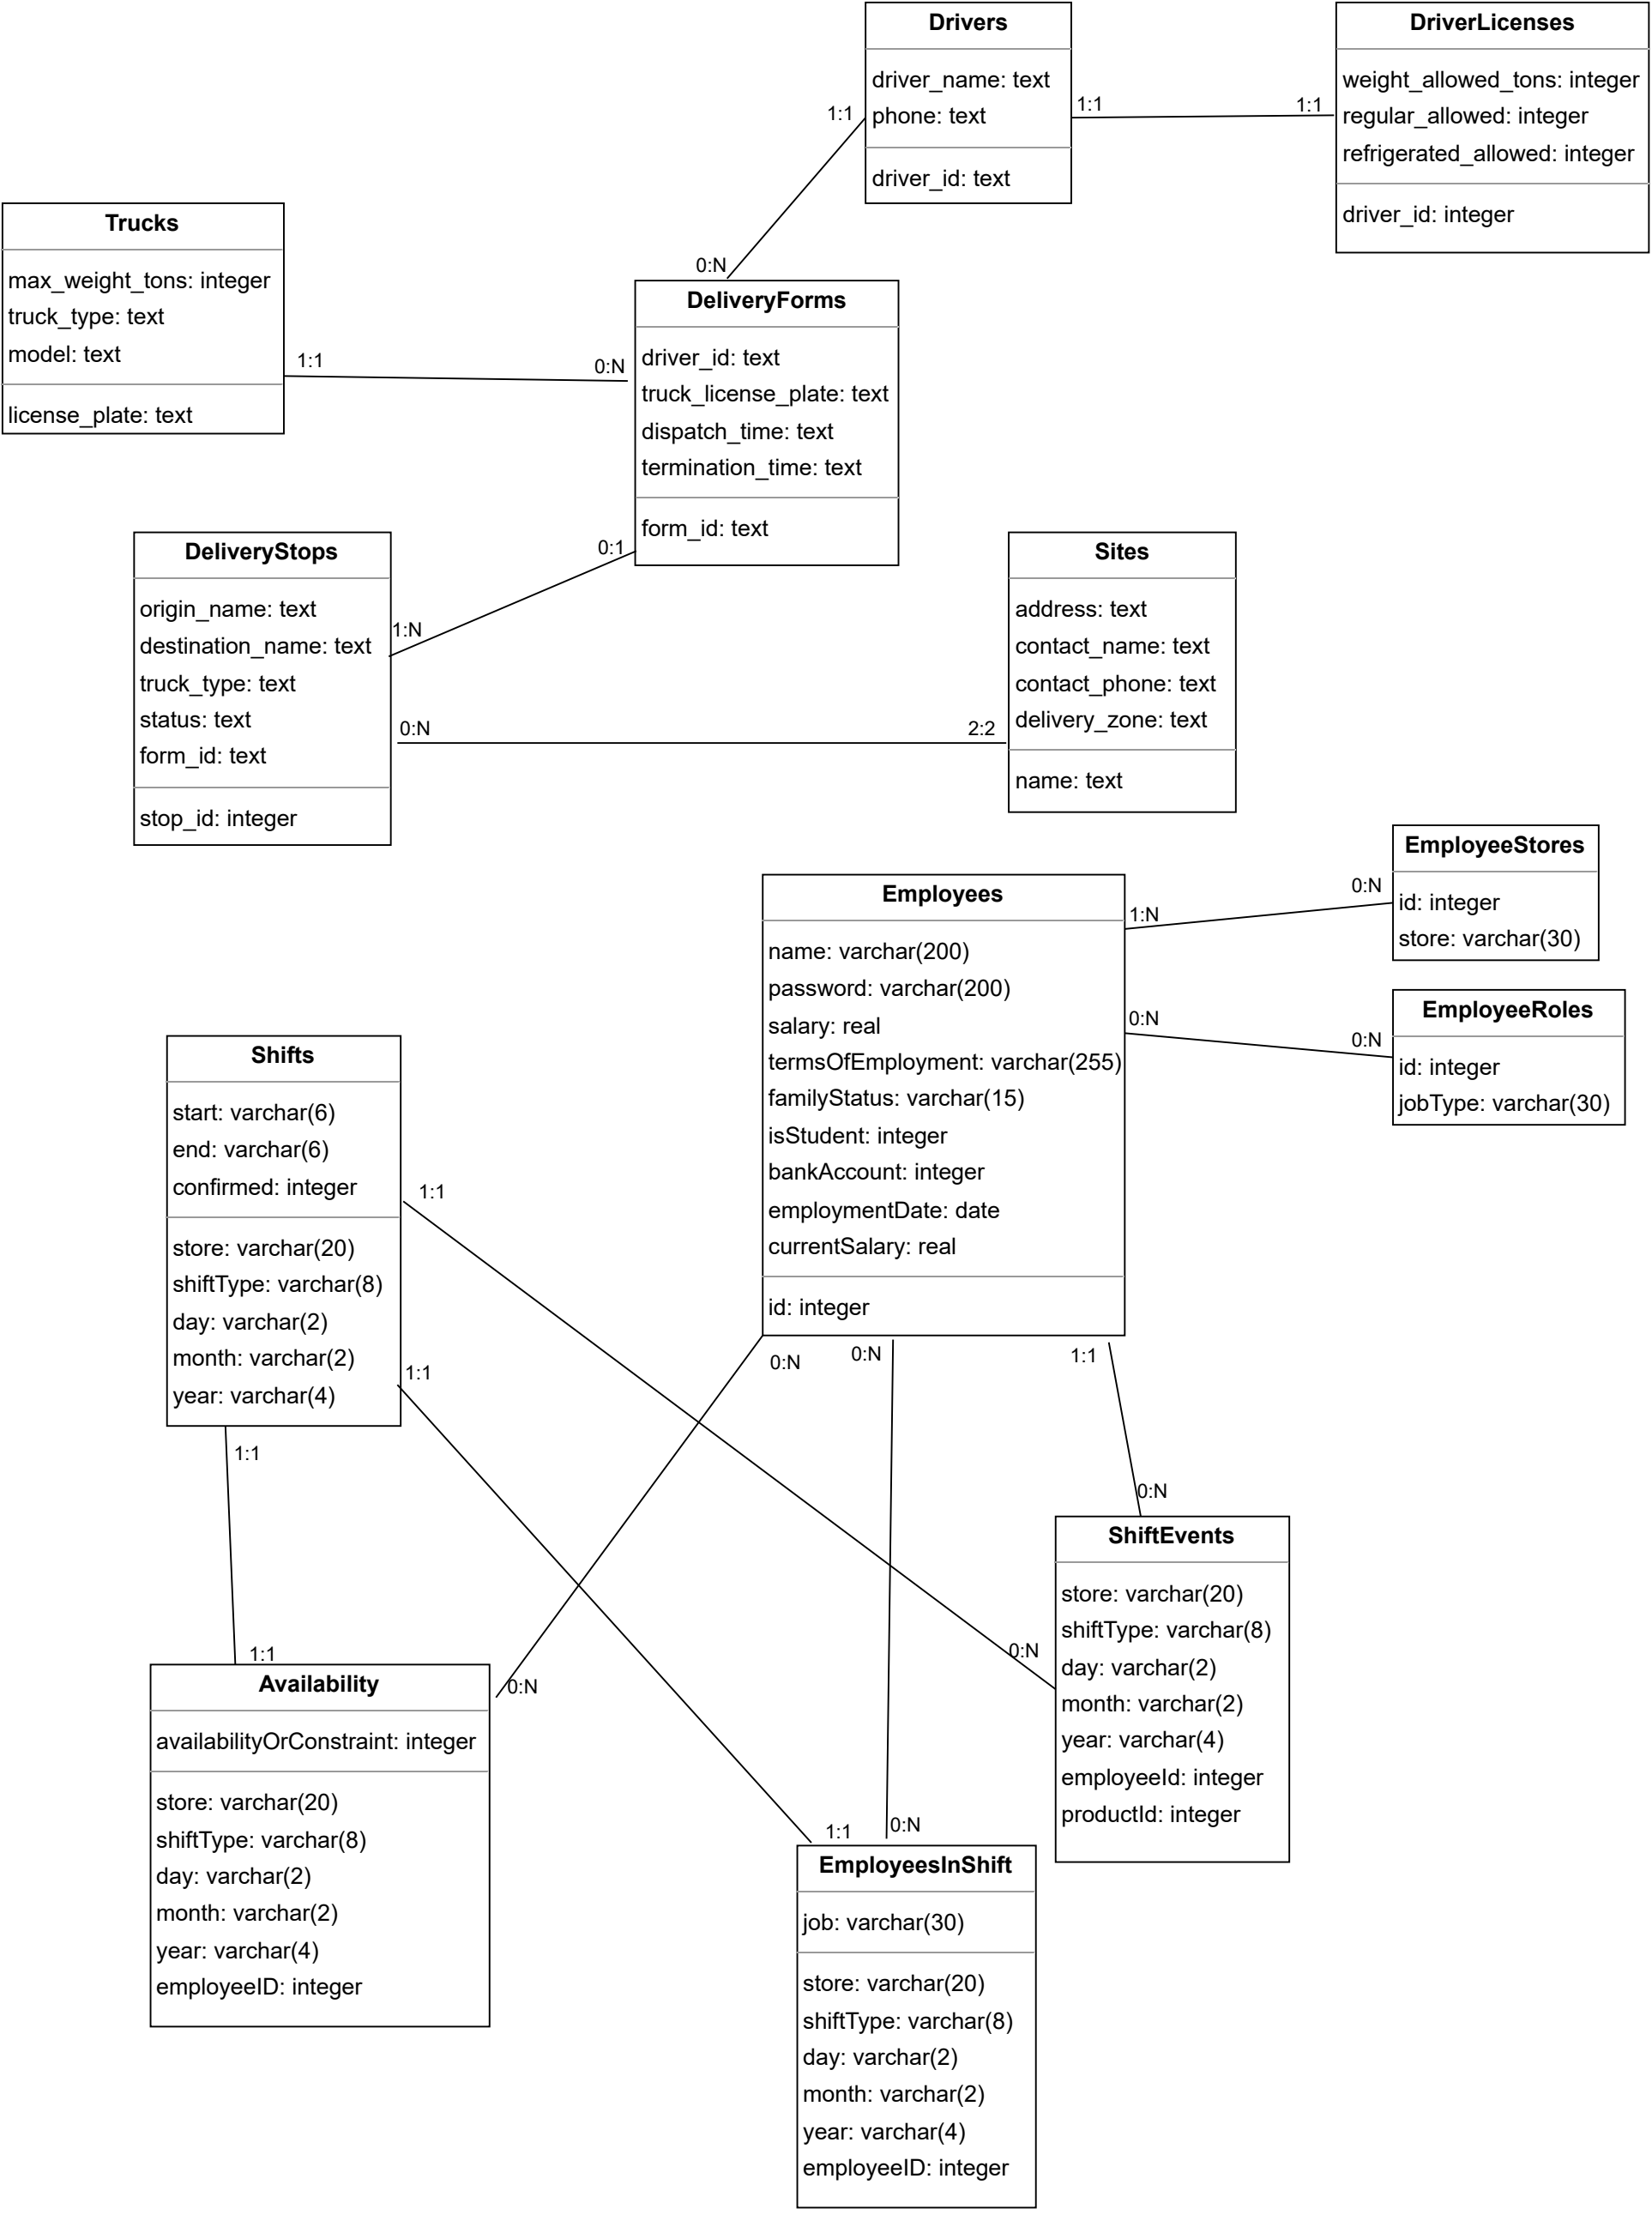 Drivers
driver_name: text
phone: text
driver_id: text
DriverLicenses
weight_allowed_tons: integer
regular_allowed: integer
refrigerated_allowed: integer
driver_id: integer
1:1
1:1
1:1
0:N
Trucks
max_weight_tons: integer
truck_type: text
model: text
license_plate: text
1:1
0:N
DeliveryForms
driver_id: text
truck_license_plate: text
dispatch_time: text
termination_time: text
form_id: text
0:1
1:N
DeliveryStops
origin_name: text
destination_name: text
truck_type: text
status: text
form_id: text
stop_id: integer
0:N
2:2
Sites
address: text
contact_name: text
contact_phone: text
delivery_zone: text
name: text
Employees
name: varchar(200)
password: varchar(200)
salary: real
termsOfEmployment: varchar(255)
familyStatus: varchar(15)
isStudent: integer
bankAccount: integer
employmentDate: date
currentSalary: real
id: integer
1:N
0:N
EmployeeStores
id: integer
store: varchar(30)
0:N
0:N
EmployeeRoles
id: integer
jobType: varchar(30)
Shifts
start: varchar(6)
end: varchar(6)
confirmed: integer
store: varchar(20)
shiftType: varchar(8)
day: varchar(2)
month: varchar(2)
year: varchar(4)
1:1
1:1
1:1
0:N
0:N
1:1
0:N
0:N
ShiftEvents
store: varchar(20)
shiftType: varchar(8)
day: varchar(2)
month: varchar(2)
year: varchar(4)
employeeId: integer
productId: integer
1:1
0:N
Availability
availabilityOrConstraint: integer
store: varchar(20)
shiftType: varchar(8)
day: varchar(2)
month: varchar(2)
year: varchar(4)
employeeID: integer
1:1
0:N
EmployeesInShift
job: varchar(30)
store: varchar(20)
shiftType: varchar(8)
day: varchar(2)
month: varchar(2)
year: varchar(4)
employeeID: integer